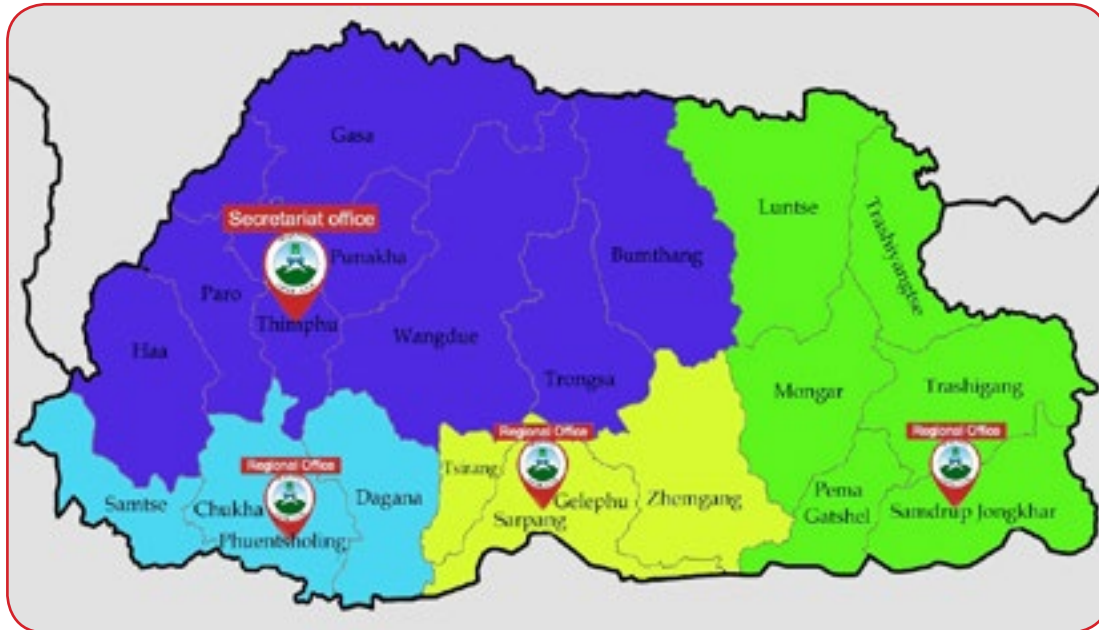 Gasa
Secretariat office
Punakha
Paro
Thimphu
Haa
Wangdue
Bumthang
Trongsa
Luntse
Trashiyangtse
Mongar
Trashigang
Regional Office
Samtse
Chukha
Phuentsholing
Dagana
Regional Office
Tsirang
Sarpang
Gelephu
Zhemgang
Regional Office
Pema
Gatshel
Samdrup Jongkhar